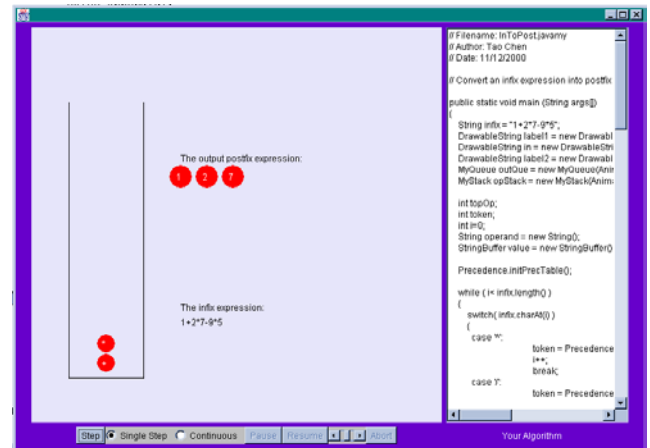 // Filename: InToPost.javamy
// Author: Tao Chen
// Date: 11/12/2000
// Convert an infix expression into postfix
public static void main (String args[])
{
String infix = "1+2*7-9*5";
DrawableString label1 = new Drawabl
DrawableString in = new DrawableStri
DrawableString label2 = new Drawabl
MyQueue outQue = new MyQueue(Anir
MyStack opStack = new MyStack(Anim:
int topOp;
int token;
int i=0;
String operand = new String();
StringBuffer value = new StringBuffer()
Precedence.initPrecTable();
while ( i< infix.length() )
{
switch( infix.charAt(i) )
{
case '*':
token = Precedence
i++;
break;
case '/':
token = Precedence
The output postfix expression:
1 2 7
The infix expression:
1+2*7-9*5
Step Single Step Continuous Pause Resume Abort
Your Algorithm